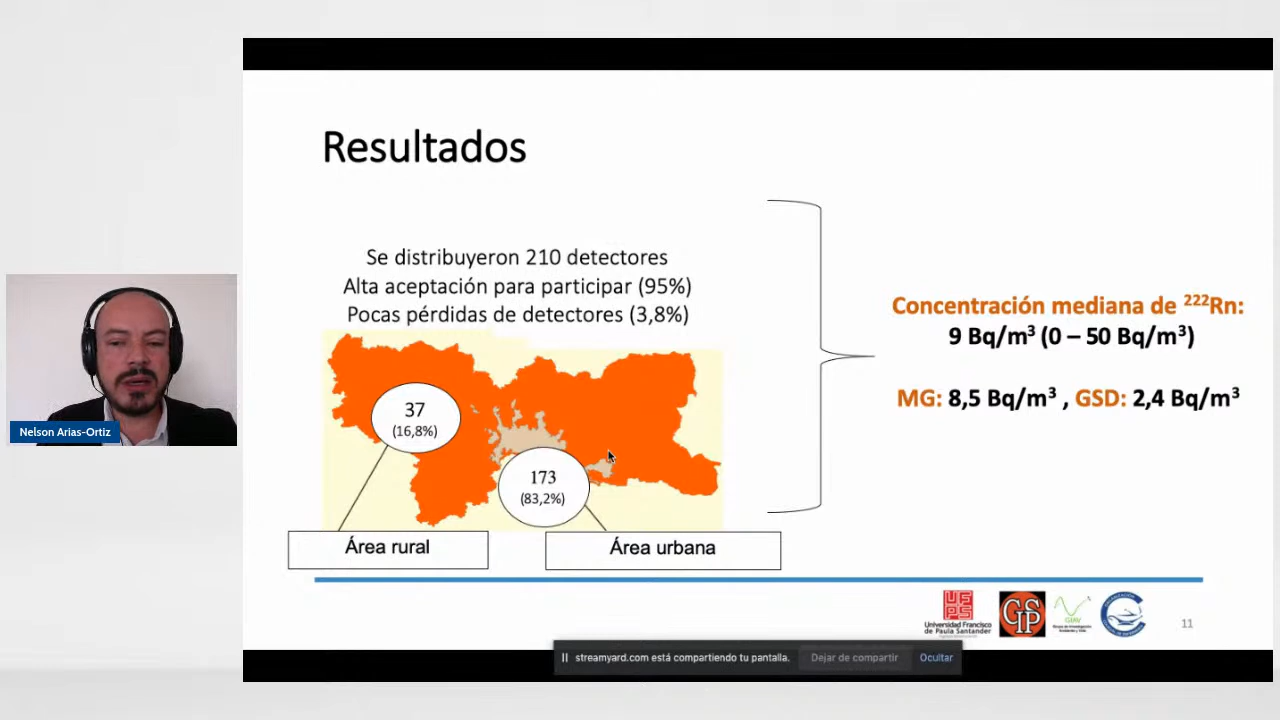 Resultados
Se distribuyeron 210 detectores
Alta aceptación para participar (95%)
Pocas pérdidas de detectores (3,8%)
37
(16,8%)
173
(83,2%)
Área rural
Área urbana
Concentración mediana de ²²²Rn:
9 Bq/m³ (0 – 50 Bq/m³)
MG: 8,5 Bq/m³ , GSD: 2,4 Bq/m³
Nelson Arias-Ortiz
UFPS
Universidad Francisco
de Paula Santander
GISP
11
streamyard.com está compartiendo tu pantalla.
Dejar de compartir
Ocultar